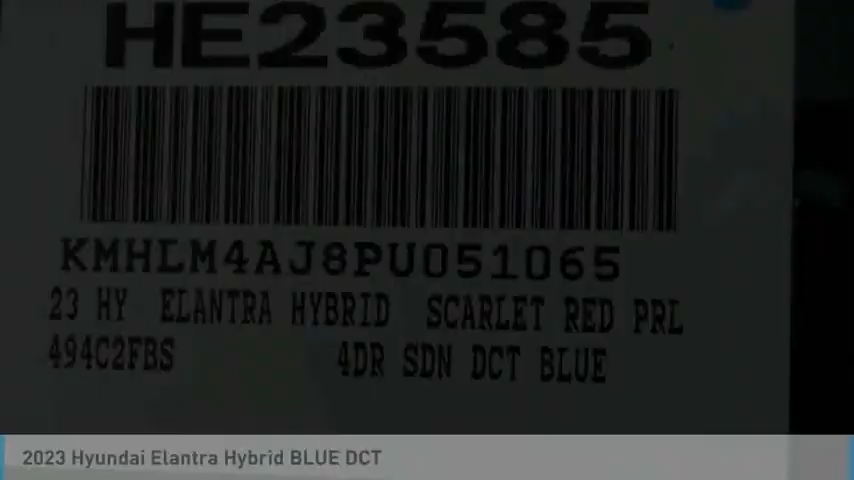 HE23585
KMHLM4AJ8PU051065
23 HY ELANTRA HYBRID SCARLET RED PRL
494C2FBS 4DR SDN DCT BLUE
2023 Hyundai Elantra Hybrid BLUE DCT